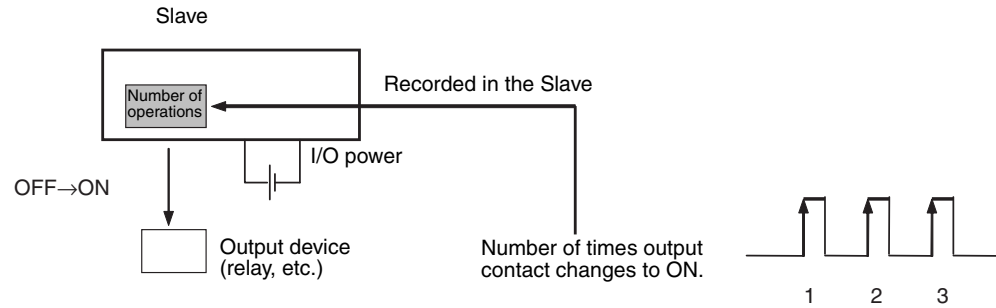 Slave
Number of
operations
Recorded in the Slave
I/O power
OFF→ON
Output device
(relay, etc.)
Number of times output
contact changes to ON.
1 2 3